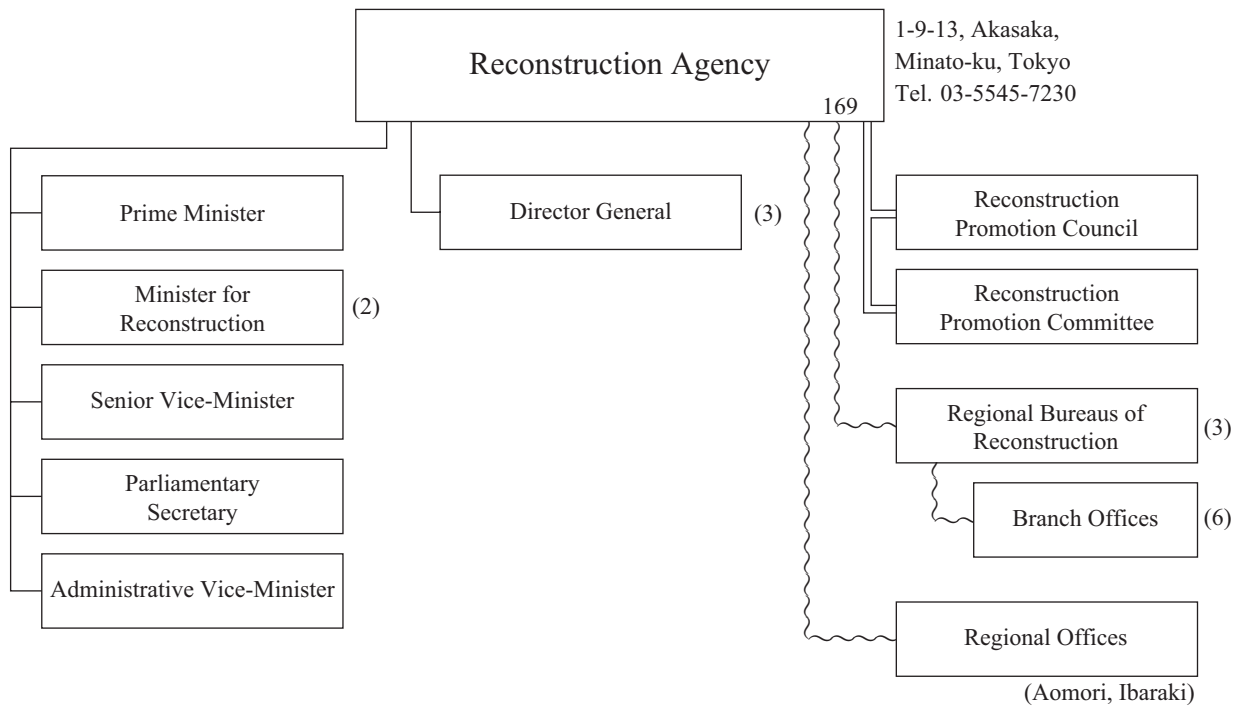 Reconstruction Agency
169
1-9-13, Akasaka,
Minato-ku, Tokyo
Tel. 03-5545-7230
Prime Minister
Minister for
Reconstruction
(2)
Senior Vice-Minister
Parliamentary
Secretary
Administrative Vice-Minister
Director General
(3)
Reconstruction
Promotion Council
Reconstruction
Promotion Committee
Regional Bureaus of
Reconstruction
(3)
Branch Offices
(6)
Regional Offices
(Aomori, Ibaraki)